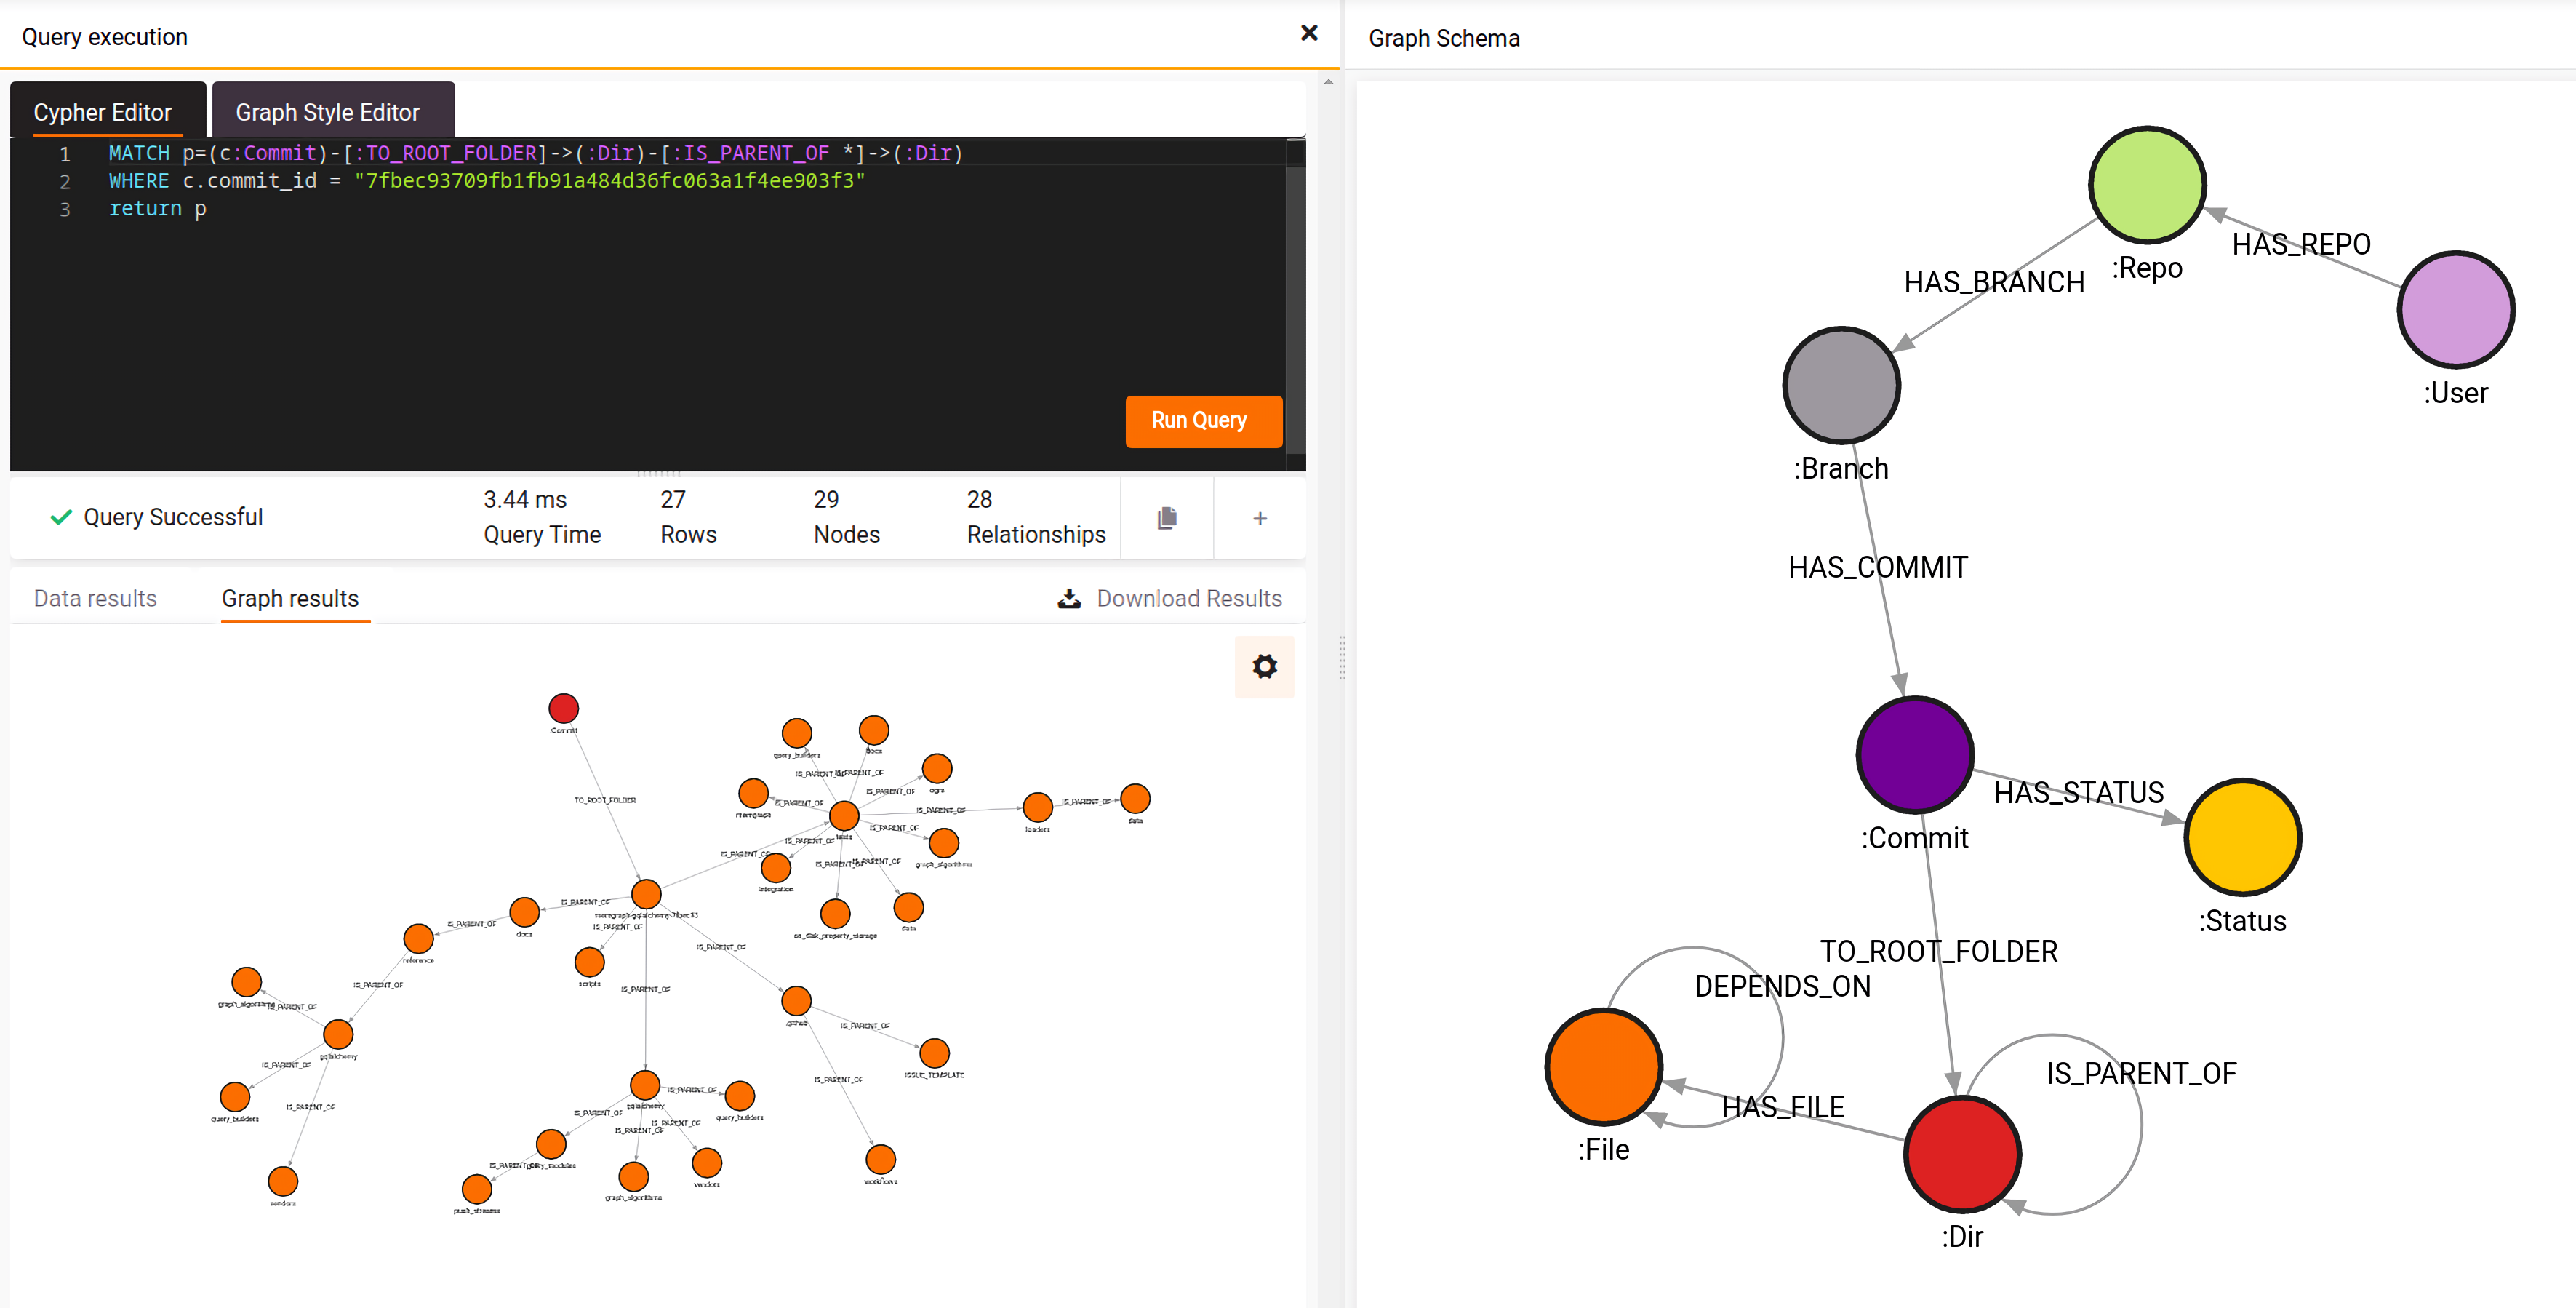 Query execution
Cypher Editor
Graph Style Editor
1 MATCH p=(c:Commit)-[:TO_ROOT_FOLDER]->(:Dir)-[:IS_PARENT_OF *]->(:Dir)
2 WHERE c.commit_id = "7fbec93709fb1fb91a484d36fc063a1f4ee903f3"
3 return p
Run Query
Query Successful
3.44 ms
Query Time
27
Rows
29
Nodes
28
Relationships
Data results
Graph results
Download Results
:Commit
TO_ROOT_FOLDER
query_builders
docs
IS_PARENT_OF
IS_PARENT_OF
ogm
IS_PARENT_OF
memgraph
IS_PARENT_OF
tests
IS_PARENT_OF
loaders
IS_PARENT_OF
data
IS_PARENT_OF
graph_algorithms
IS_PARENT_OF
IS_PARENT_OF
integration
IS_PARENT_OF
IS_PARENT_OF
on_disk_property_storage
data
memgraph-gqlalchemy-7fbec93
IS_PARENT_OF
docs
IS_PARENT_OF
reference
IS_PARENT_OF
scripts
IS_PARENT_OF
IS_PARENT_OF
IS_PARENT_OF
graph_algorithms
IS_PARENT_OF
gqlalchemy
IS_PARENT_OF
query_builders
IS_PARENT_OF
vendors
.github
IS_PARENT_OF
ISSUE_TEMPLATE
IS_PARENT_OF
workflows
gqlalchemy
IS_PARENT_OF
query_builders
IS_PARENT_OF
IS_PARENT_OF
IS_PARENT_OF
query_modules
IS_PARENT_OF
push_streams
graph_algorithms
vendors
Graph Schema
:Repo
HAS_REPO
:User
HAS_BRANCH
:Branch
HAS_COMMIT
:Commit
HAS_STATUS
:Status
TO_ROOT_FOLDER
DEPENDS_ON
:File
HAS_FILE
IS_PARENT_OF
:Dir